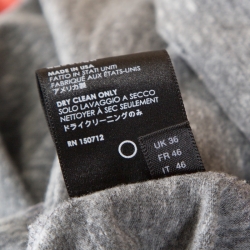 MADE IN USA
FATTO IN STATI UNITI
FABRIQUE AUX ÉTATS-UNIS
アメリカ製
DRY CLEAN ONLY
SOLO LAVAGGIO A SECCO
NETTOYER À SEC SEULEMENT
ドライクリーニングのみ
RN 150712
UK 36
FR 46
IT 46